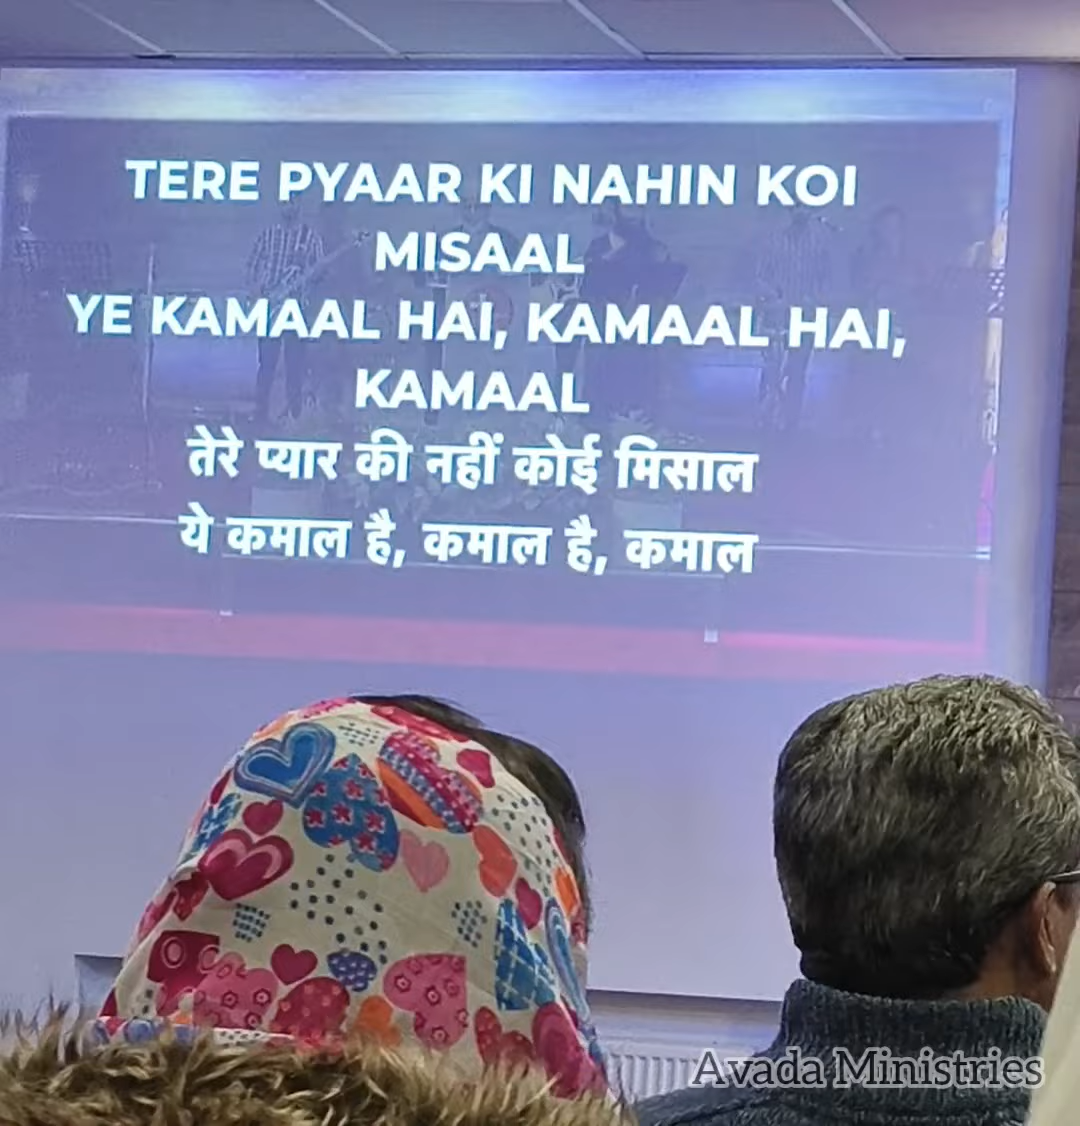 TERE PYAAR KI NAHIN KOI
MISAAL
YE KAMAAL HAI, KAMAAL HAI,
KAMAAL
तेरे प्यार की नहीं कोई मिसाल
ये कमाल है, कमाल है, कमाल
Avada Ministries